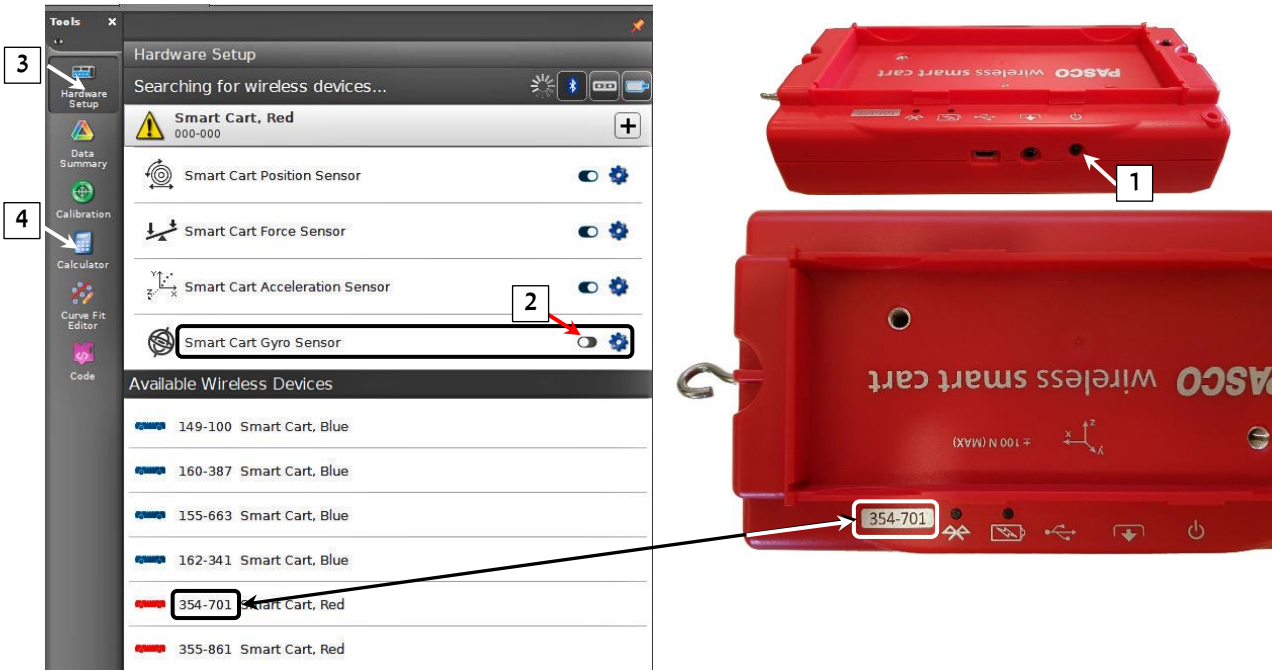 Tools x
Hardware Setup
Searching for wireless devices...
Smart Cart, Red
000-000
Smart Cart Position Sensor
Smart Cart Force Sensor
Smart Cart Acceleration Sensor
Smart Cart Gyro Sensor
Available Wireless Devices
149-100 Smart Cart, Blue
160-387 Smart Cart, Blue
155-663 Smart Cart, Blue
162-341 Smart Cart, Blue
354-701 Smart Cart, Red
355-861 Smart Cart, Red
3
Hardware
Setup
Data
Summary
Calibration
4
Calculator
Curve Fit
Editor
Code
2
Y
Z X
PASCO wireless smart cart
1
PASCO wireless smart cart
± 100 N (MAX)
x z
y
354-701